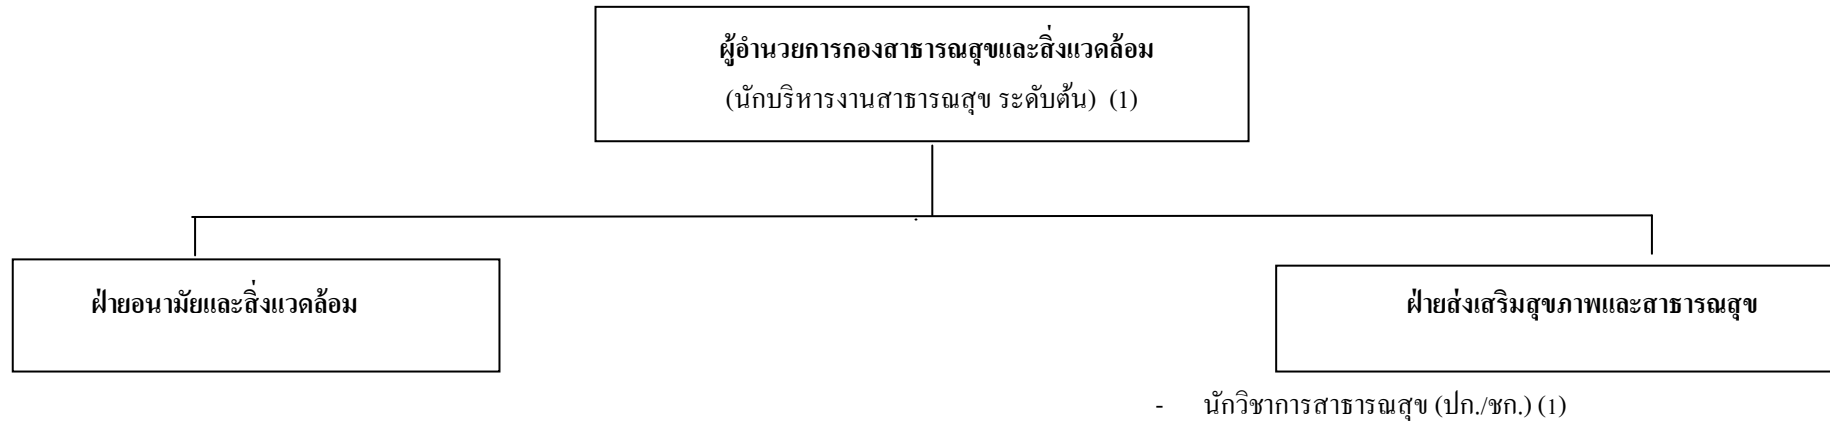 ผู้อำนวยการกองสาธารณสุขและสิ่งแวดล้อม
(นักบริหารงานสาธารณสุข ระดับต้น) (1)
ฝ่ายอนามัยและสิ่งแวดล้อม
ฝ่ายส่งเสริมสุขภาพและสาธารณสุข
- นักวิชาการสาธารณสุข (ปก./ชก.) (1)